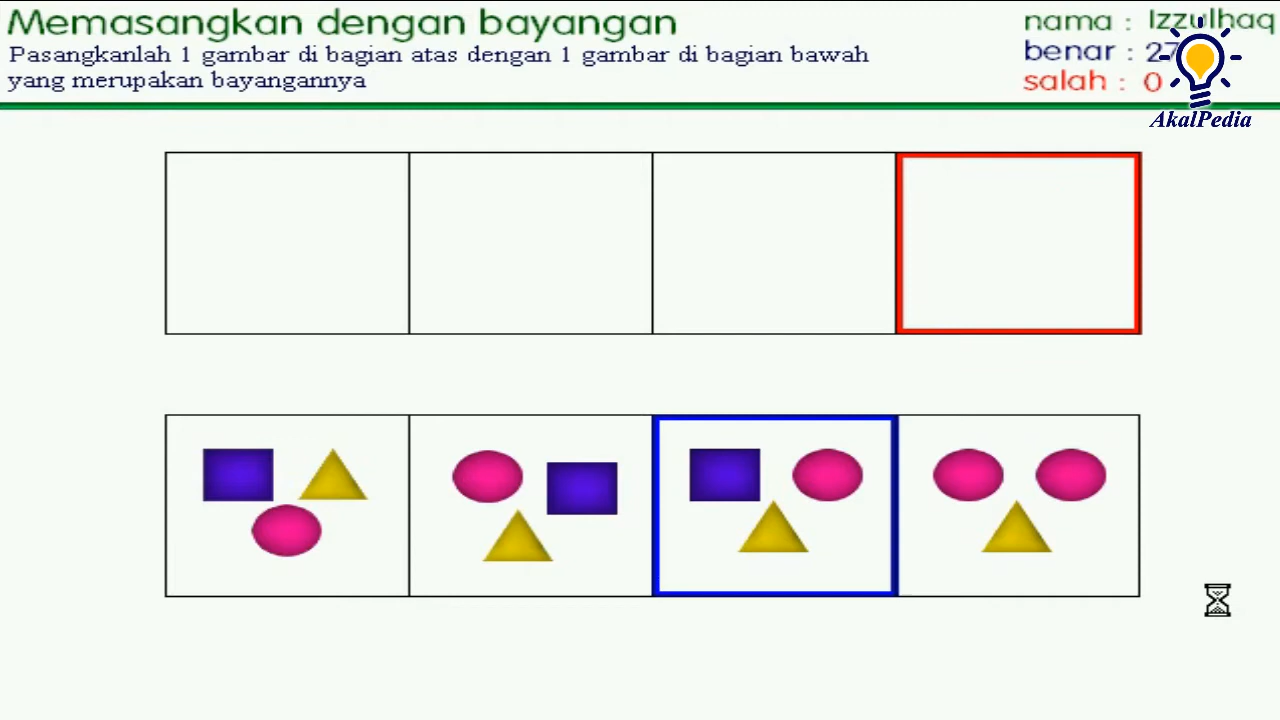 Memasangkan dengan bayangan
Pasangkanlah 1 gambar di bagian atas dengan 1 gambar di bagian bawah
yang merupakan bayangannya
nama : Izzulhaq
benar : 27
salah : 0
AkalPedia